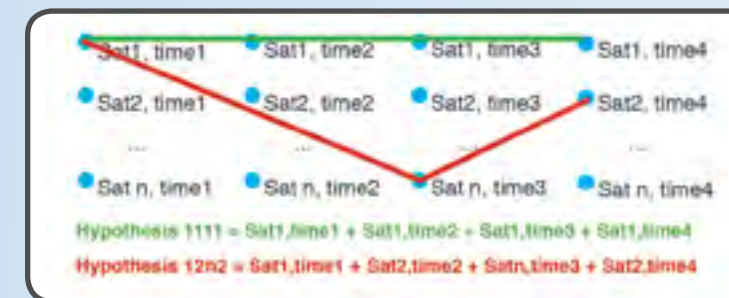 Sat1, time1 Sat1, time2 Sat1, time3 Sat1, time4
Sat2, time1 Sat2, time2 Sat2, time3 Sat2, time4
... ... ... ...
Sat n, time1 Sat n, time2 Sat n, time3 Sat n, time4
Hypothesis 1111 = Sat1,time1 + Sat1,time2 + Sat1,time3 + Sat1,time4
Hypothesis 12n2 = Sat1,time1 + Sat2,time2 + Satn,time3 + Sat2,time4